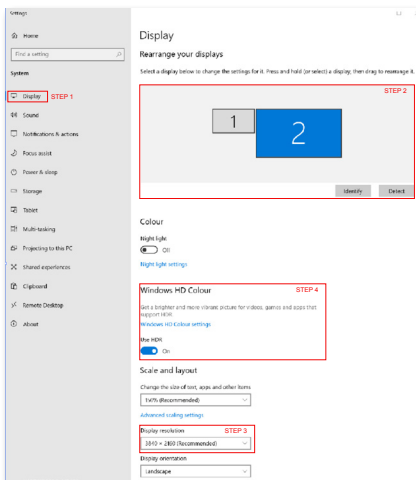 Settings
Home
Find a setting
System
Display
STEP 1
Sound
Notifications & actions
Focus assist
Power & sleep
Storage
Tablet
Multi-tasking
Projecting to this PC
Shared experiences
Clipboard
Remote Desktop
About
Display
Rearrange your displays
Select a display below to change the settings for it. Press and hold (or select) a display, then drag to rearrange it.
STEP 2
1
2
Identify
Detect
Colour
Night light
Off
Night light settings
Windows HD Colour
STEP 4
Get a brighter and more vibrant picture for videos, games and apps that
support HDR.
Windows HD Colour settings
Use HDR
On
Scale and layout
Change the size of text, apps and other items
150% (Recommended)
Advanced scaling settings
Display resolution
STEP 3
3840 × 2160 (Recommended)
Display orientation
Landscape